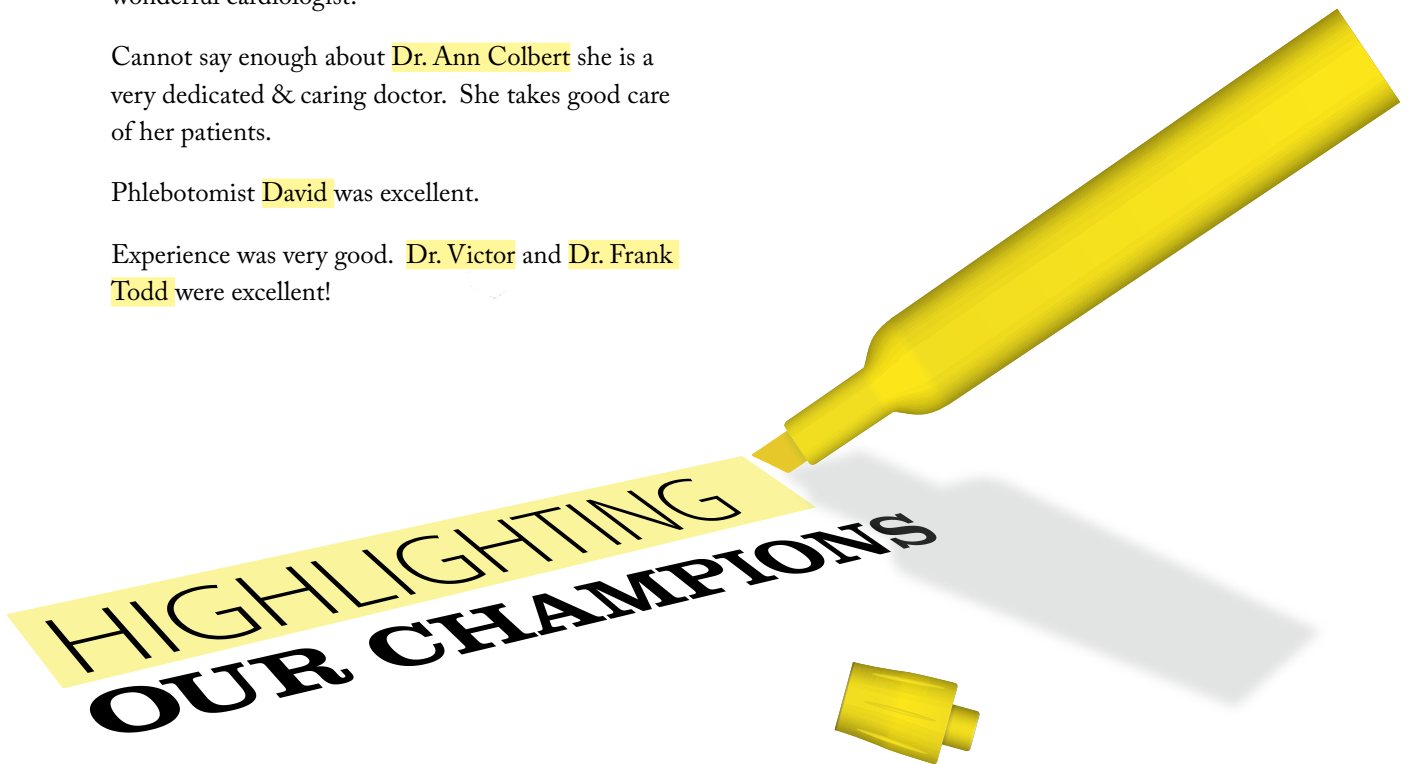 wonderful cardiologist.
Cannot say enough about Dr. Ann Colbert she is a
very dedicated & caring doctor.  She takes good care
of her patients.
Phlebotomist David was excellent.
Experience was very good.  Dr. Victor and Dr. Frank
Todd were excellent!
HIGHLIGHTING
OUR CHAMPIONS